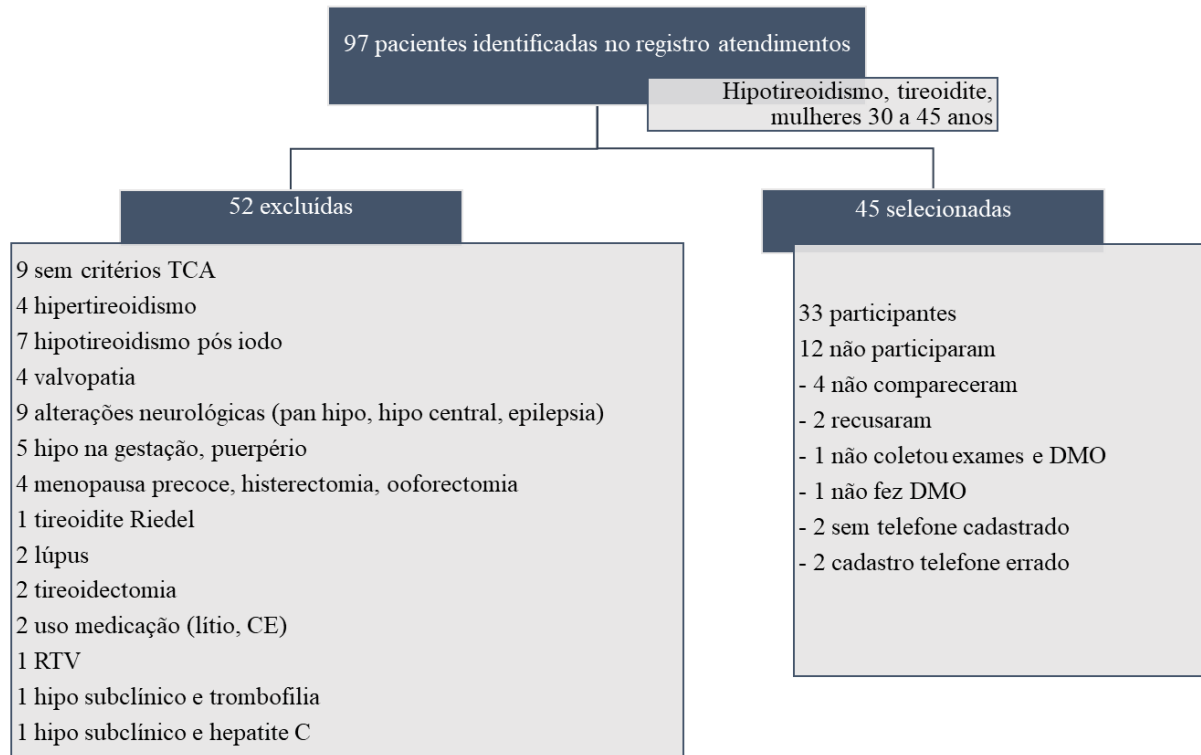 97 pacientes identificadas no registro atendimentos
Hipotireoidismo, tireoidite,
mulheres 30 a 45 anos
52 excluídas
9 sem critérios TCA
4 hipertireoidismo
7 hipotireoidismo pós iodo
4 valvopatia
9 alterações neurológicas (pan hipo, hipo central, epilepsia)
5 hipo na gestação, puerpério
4 menopausa precoce, histerectomia, ooforectomia
1 tireoidite Riedel
2 lúpus
2 tireoidectomia
2 uso medicação (lítio, CE)
1 RTV
1 hipo subclínico e trombofilia
1 hipo subclínico e hepatite C
45 selecionadas
33 participantes
12 não participaram
- 4 não compareceram
- 2 recusaram
- 1 não coletou exames e DMO
- 1 não fez DMO
- 2 sem telefone cadastrado
- 2 cadastro telefone errado